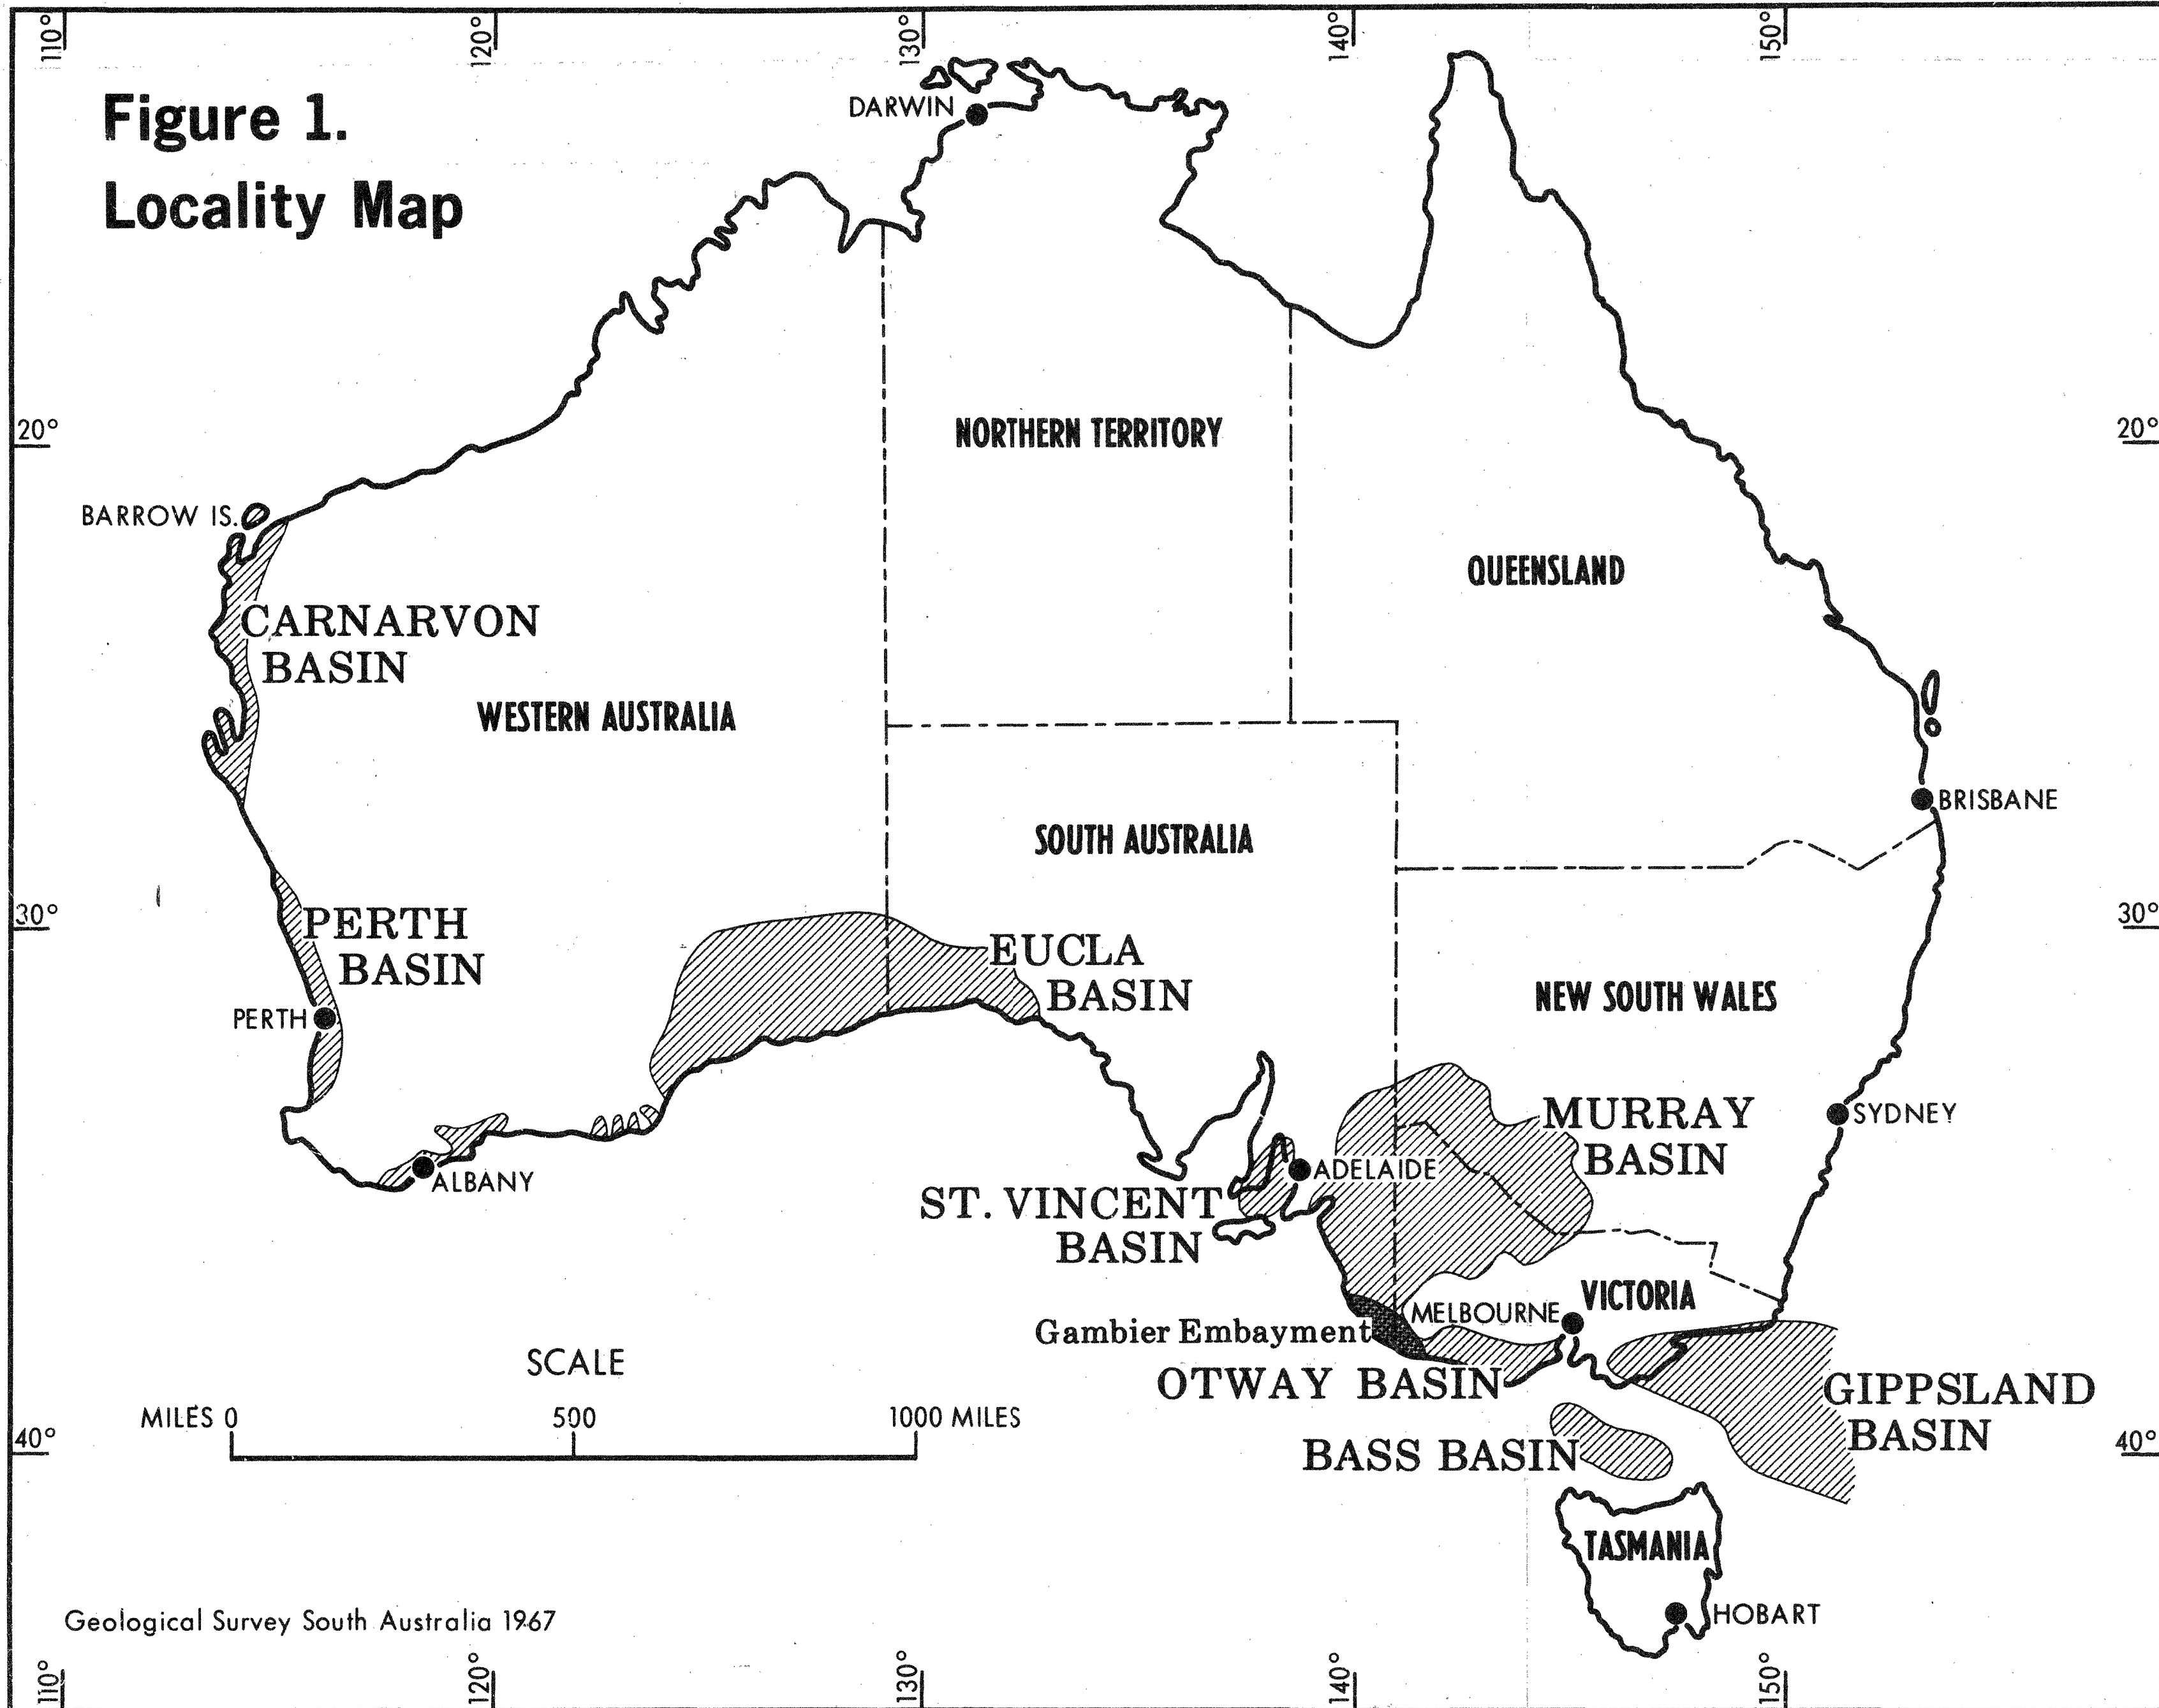 110°
120°
130°
140°
150°
Figure 1.
Locality Map
DARWIN
20°
20°
NORTHERN TERRITORY
BARROW IS.
QUEENSLAND
CARNARVON
BASIN
WESTERN AUSTRALIA
BRISBANE
SOUTH AUSTRALIA
30°
30°
PERTH
BASIN
EUCLA
BASIN
NEW SOUTH WALES
PERTH
MURRAY
BASIN
SYDNEY
ADELAIDE
ALBANY
ST. VINCENT
BASIN
VICTORIA
MELBOURNE
Gambier Embayment
SCALE
OTWAY BASIN
GIPPSLAND
BASIN
MILES 0 500 1000 MILES
40°
40°
BASS BASIN
TASMANIA
HOBART
Geological Survey South Australia 1967
110°
120°
130°
140°
150°